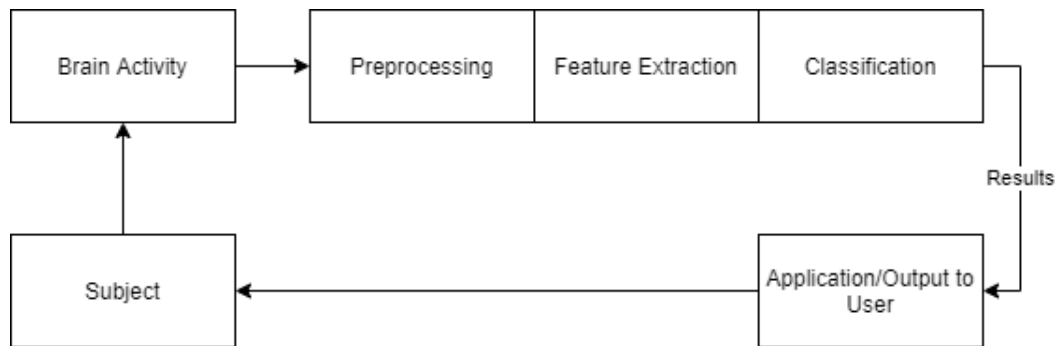 Brain Activity
Preprocessing
Feature Extraction
Classification
Results
Subject
Application/Output to
User